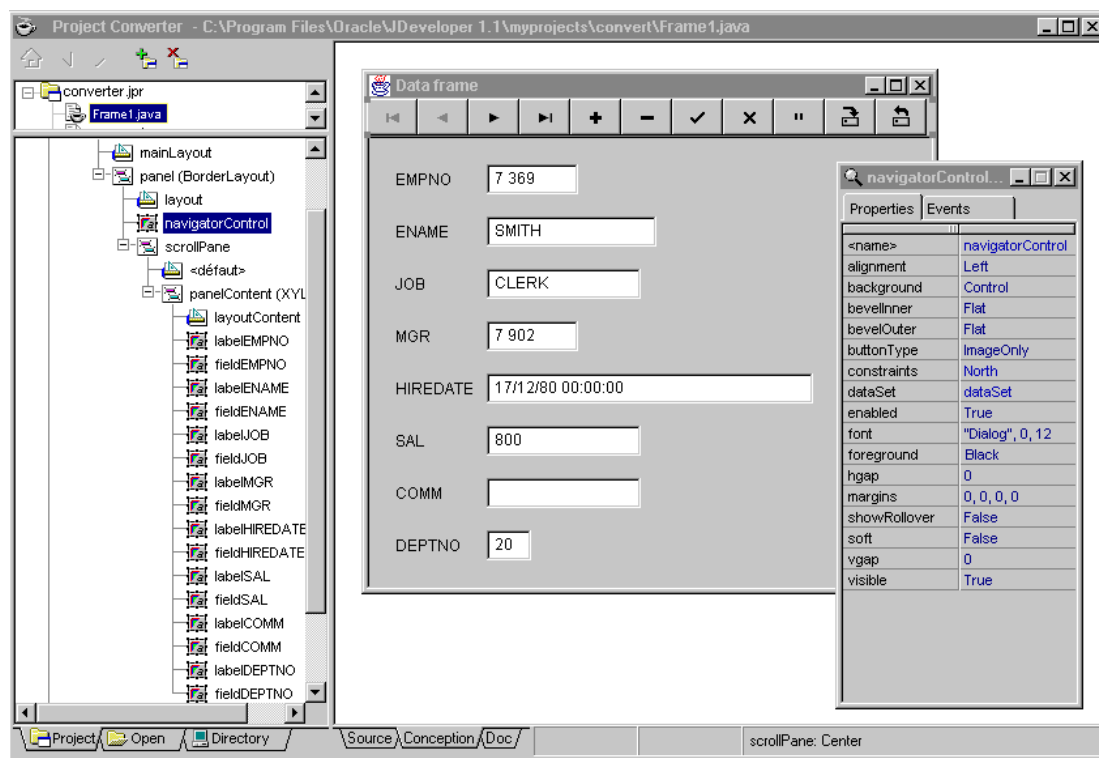 Project Converter - C:\Program Files\Oracle\JDeveloper 1.1\myprojects\convert\Frame1.java
converter.jpr
Frame1.java
mainLayout
panel (BorderLayout)
layout
navigatorControl
scrollPane
<défaut>
panelContent (XYL
layoutContent
labelEMPNO
fieldEMPNO
labelENAME
fieldENAME
labelJOB
fieldJOB
labelMGR
fieldMGR
labelHIREDATE
fieldHIREDATE
labelSAL
fieldSAL
labelCOMM
fieldCOMM
labelDEPTNO
fieldDEPTNO
Project
Open
Directory
Data frame
EMPNO 7 369
ENAME SMITH
JOB CLERK
MGR 7 902
HIREDATE 17/12/80 00:00:00
SAL 800
COMM
DEPTNO 20
navigatorControl...
Properties Events
<name> navigatorControl
alignment Left
background Control
bevelInner Flat
bevelOuter Flat
buttonType ImageOnly
constraints North
dataSet dataSet
enabled True
font "Dialog", 0, 12
foreground Black
hgap 0
margins 0, 0, 0, 0
showRollover False
soft False
vgap 0
visible True
Source Conception Doc
scrollPane: Center